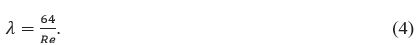 λ = 64/Re. (4)